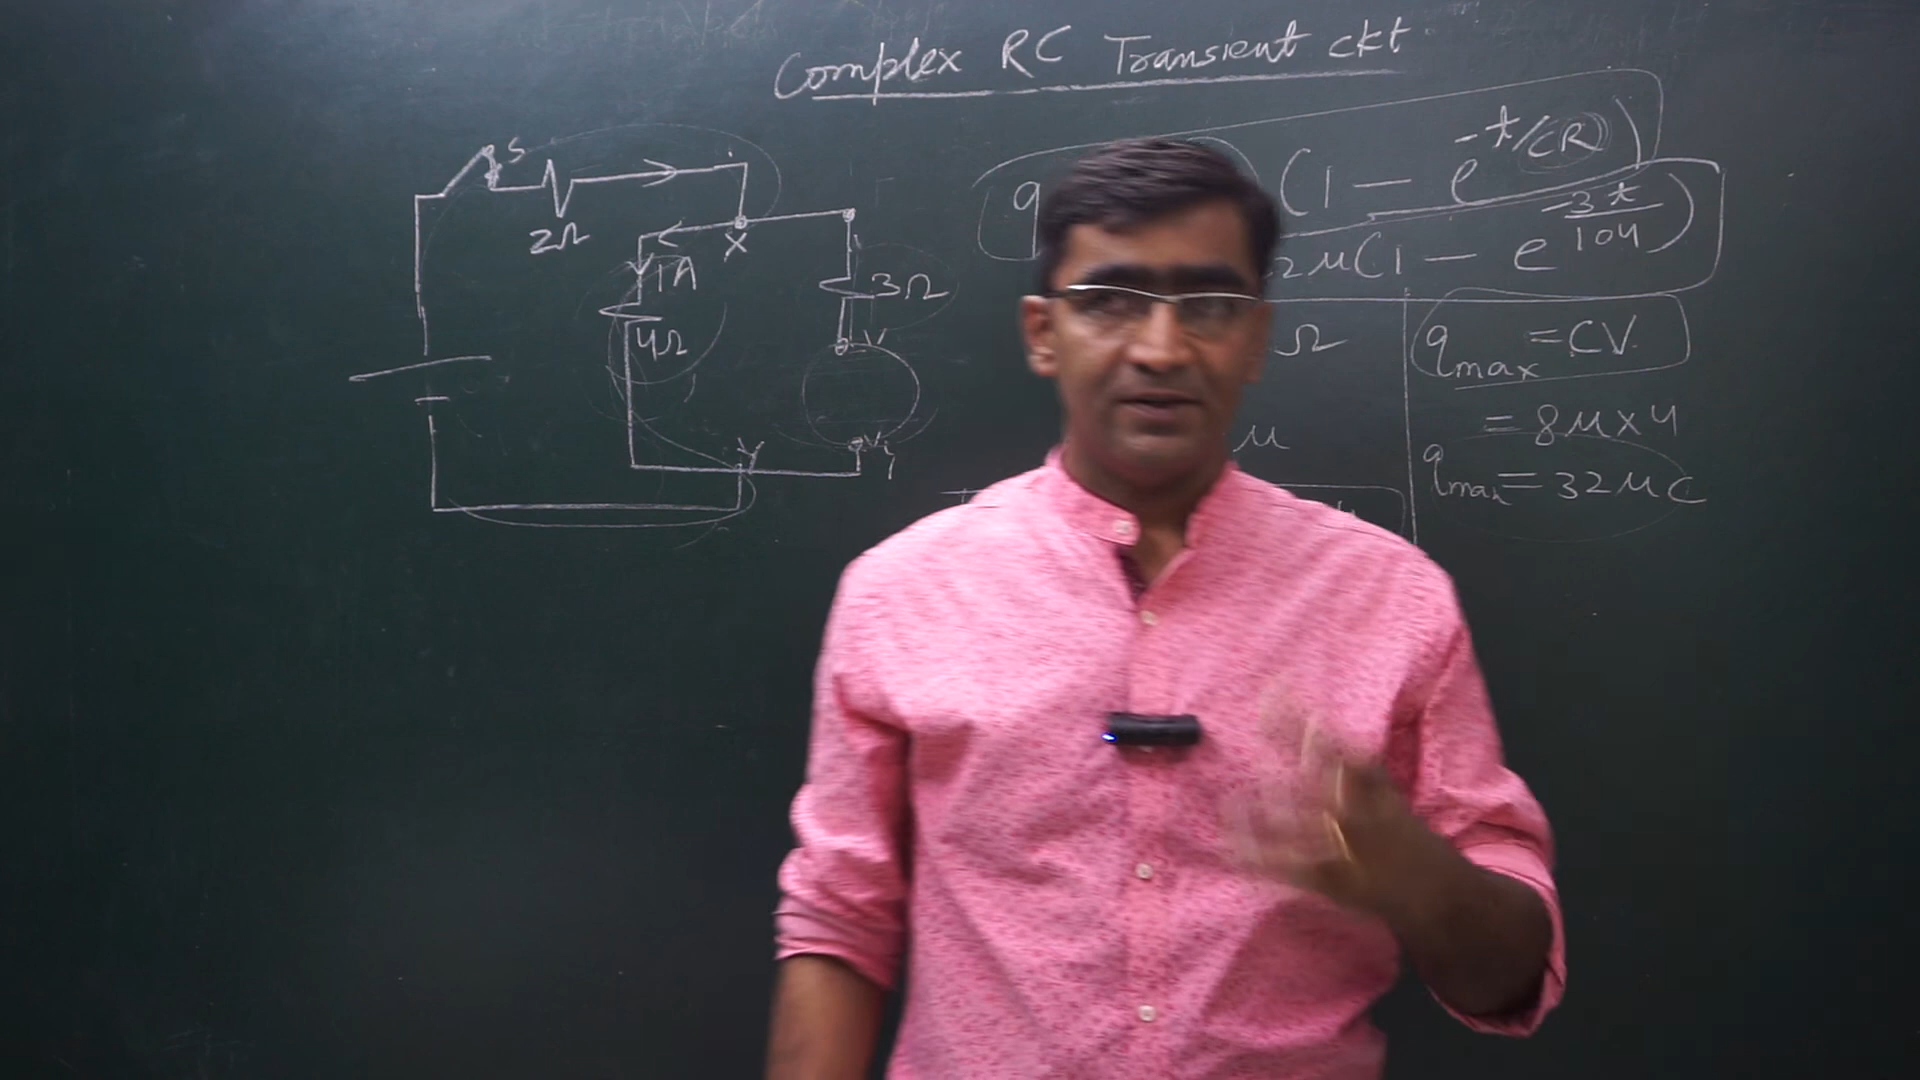 Complex RC Transient ckt
S
2Ω
X
1A
3Ω
4Ω
V
Y
q (1 - e^{-t/CR})
2μ(1 - e^{-3t/104})
Ω
μ
q_max = CV
= 8μ×4
q_max = 32μC